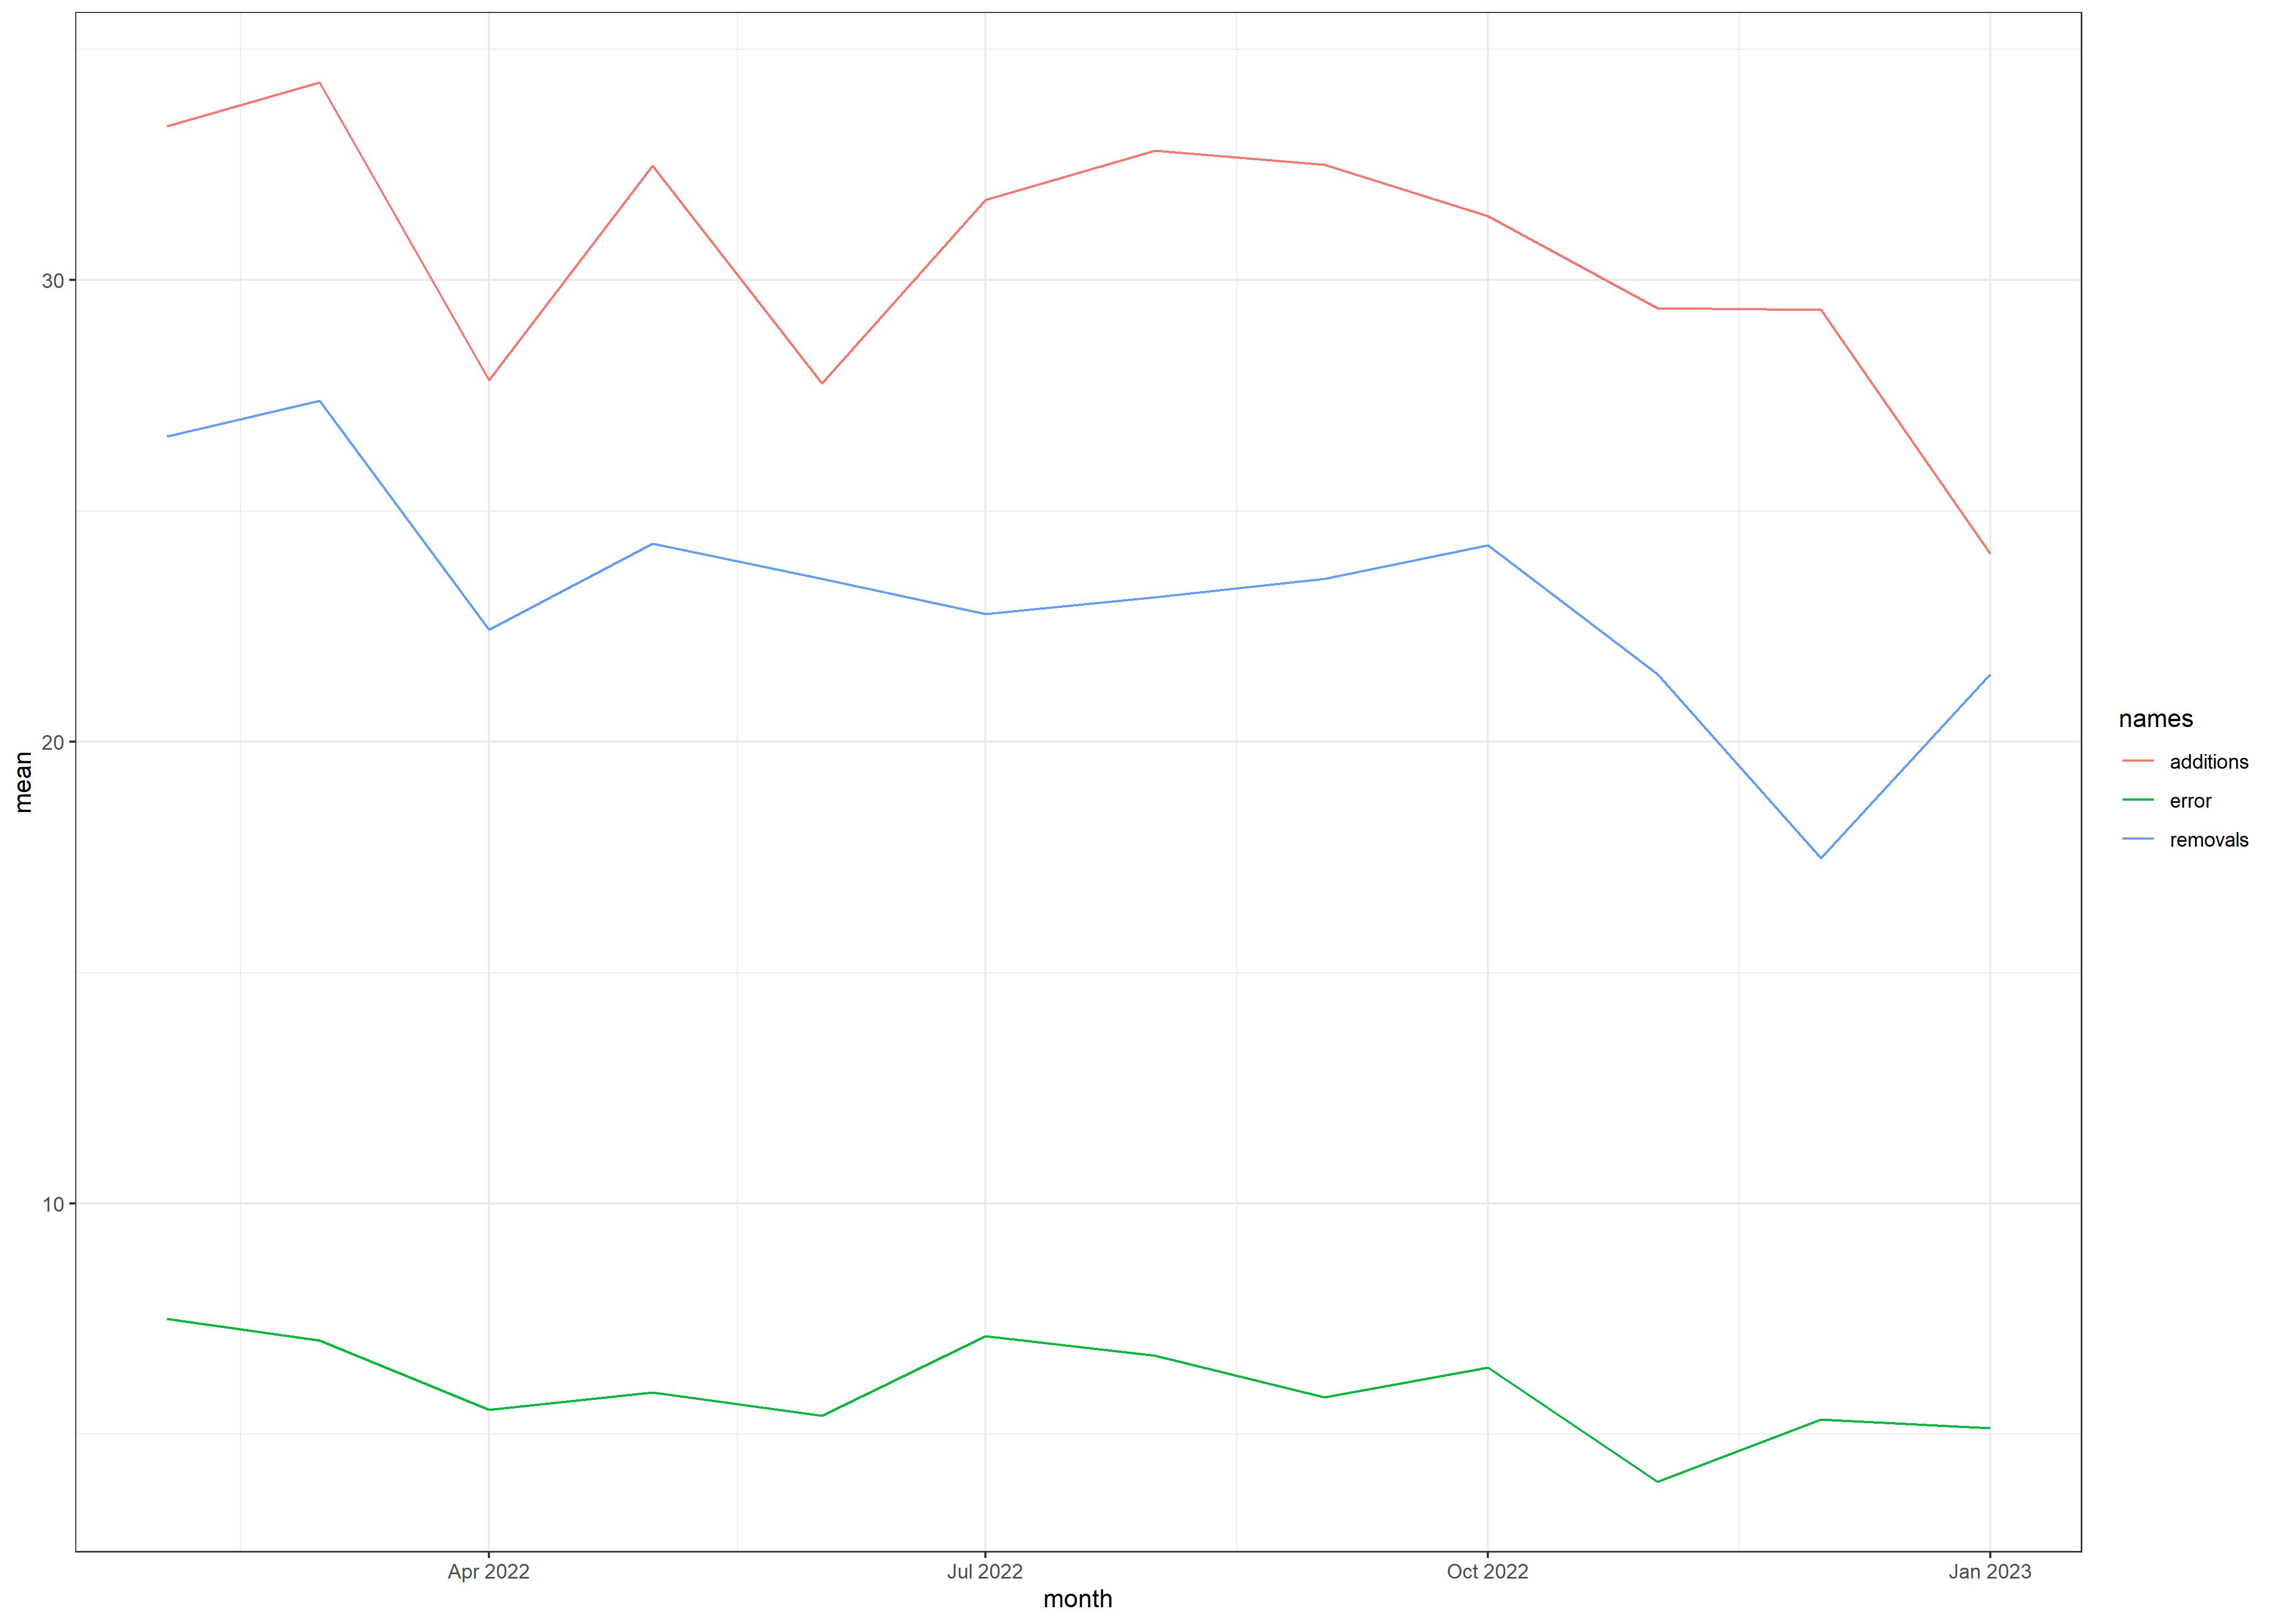 mean
30
20
10
Apr 2022
Jul 2022
Oct 2022
Jan 2023
month
names
additions
error
removals